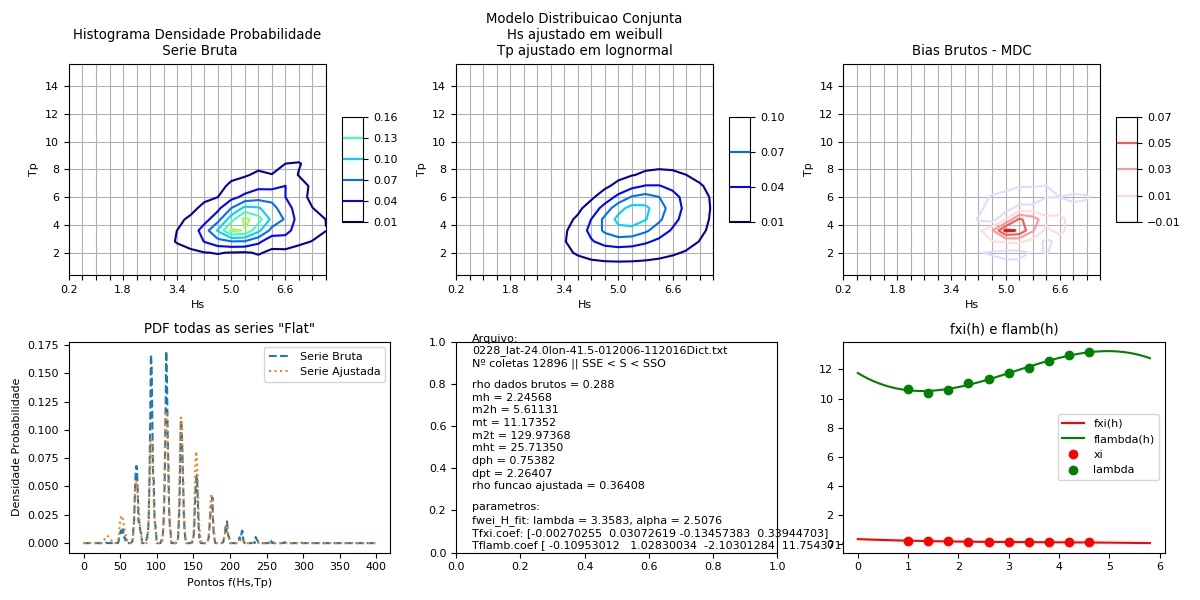 Histograma Densidade Probabilidade
Serie Bruta
14
12
10
8
6
4
2
Tp
0.2 1.8 3.4 5.0 6.6
Hs
0.16
0.13
0.10
0.07
0.04
0.01
Modelo Distribuicao Conjunta
Hs ajustado em weibull
Tp ajustado em lognormal
14
12
10
8
6
4
2
Tp
0.2 1.8 3.4 5.0 6.6
Hs
0.10
0.07
0.04
0.01
Bias Brutos - MDC
14
12
10
8
6
4
2
Tp
0.2 1.8 3.4 5.0 6.6
Hs
0.07
0.05
0.03
0.01
−0.01
PDF todas as series "Flat"
Serie Bruta
Serie Ajustada
0.175
0.150
0.125
0.100
0.075
0.050
0.025
0.000
Densidade Probabilidade
0 50 100 150 200 250 300 350 400
Pontos f(Hs,Tp)
1.0
0.8
0.6
0.4
0.2
0.0
0.0 0.2 0.4 0.6 0.8 1.0
Arquivo:
0228_lat-24.0lon-41.5-012006-112016Dict.txt
Nº coletas 12896 || SSE < S < SSO
rho dados brutos = 0.288
mh = 2.24568
m2h = 5.61131
mt = 11.17352
m2t = 129.97368
mht = 25.71350
dph = 0.75382
dpt = 2.26407
rho funcao ajustada = 0.36408
parametros:
fwei_H_fit: lambda = 3.3583, alpha = 2.5076
Tfxi.coef: [-0.00270255 0.03072619 -0.13457383 0.33944703]
Tflamb.coef [ -0.10953012 1.02830034 -2.10301284 11.754371
fxi(h) e flamb(h)
12
10
8
6
4
2
0
fxi(h)
flambda(h)
xi
lambda
0 1 2 3 4 5 6